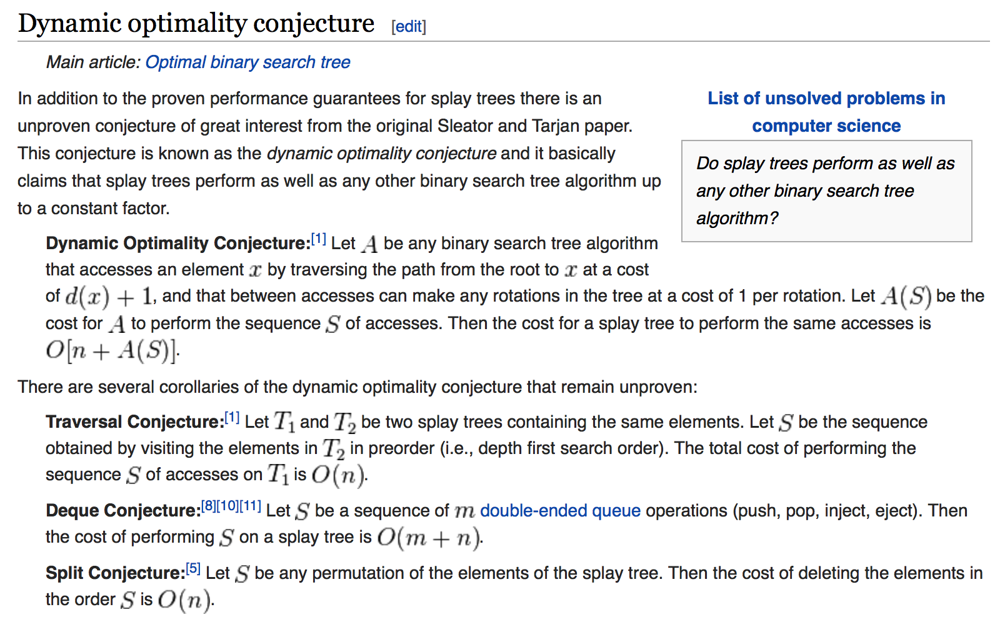 Dynamic optimality conjecture [edit]
Main article: Optimal binary search tree
In addition to the proven performance guarantees for splay trees there is an
unproven conjecture of great interest from the original Sleator and Tarjan paper.
This conjecture is known as the dynamic optimality conjecture and it basically
claims that splay trees perform as well as any other binary search tree algorithm up
to a constant factor.
List of unsolved problems in
computer science
Do splay trees perform as well as
any other binary search tree
algorithm?
Dynamic Optimality Conjecture:[1] Let A be any binary search tree algorithm
that accesses an element x by traversing the path from the root to x at a cost
of d(x) + 1, and that between accesses can make any rotations in the tree at a cost of 1 per rotation. Let A(S) be the
cost for A to perform the sequence S of accesses. Then the cost for a splay tree to perform the same accesses is
O[n + A(S)].
There are several corollaries of the dynamic optimality conjecture that remain unproven:
Traversal Conjecture:[1] Let T₁ and T₂ be two splay trees containing the same elements. Let S be the sequence
obtained by visiting the elements in T₂ in preorder (i.e., depth first search order). The total cost of performing the
sequence S of accesses on T₁ is O(n).
Deque Conjecture:[8][10][11] Let S be a sequence of m double-ended queue operations (push, pop, inject, eject). Then
the cost of performing S on a splay tree is O(m + n).
Split Conjecture:[5] Let S be any permutation of the elements of the splay tree. Then the cost of deleting the elements in
the order S is O(n).